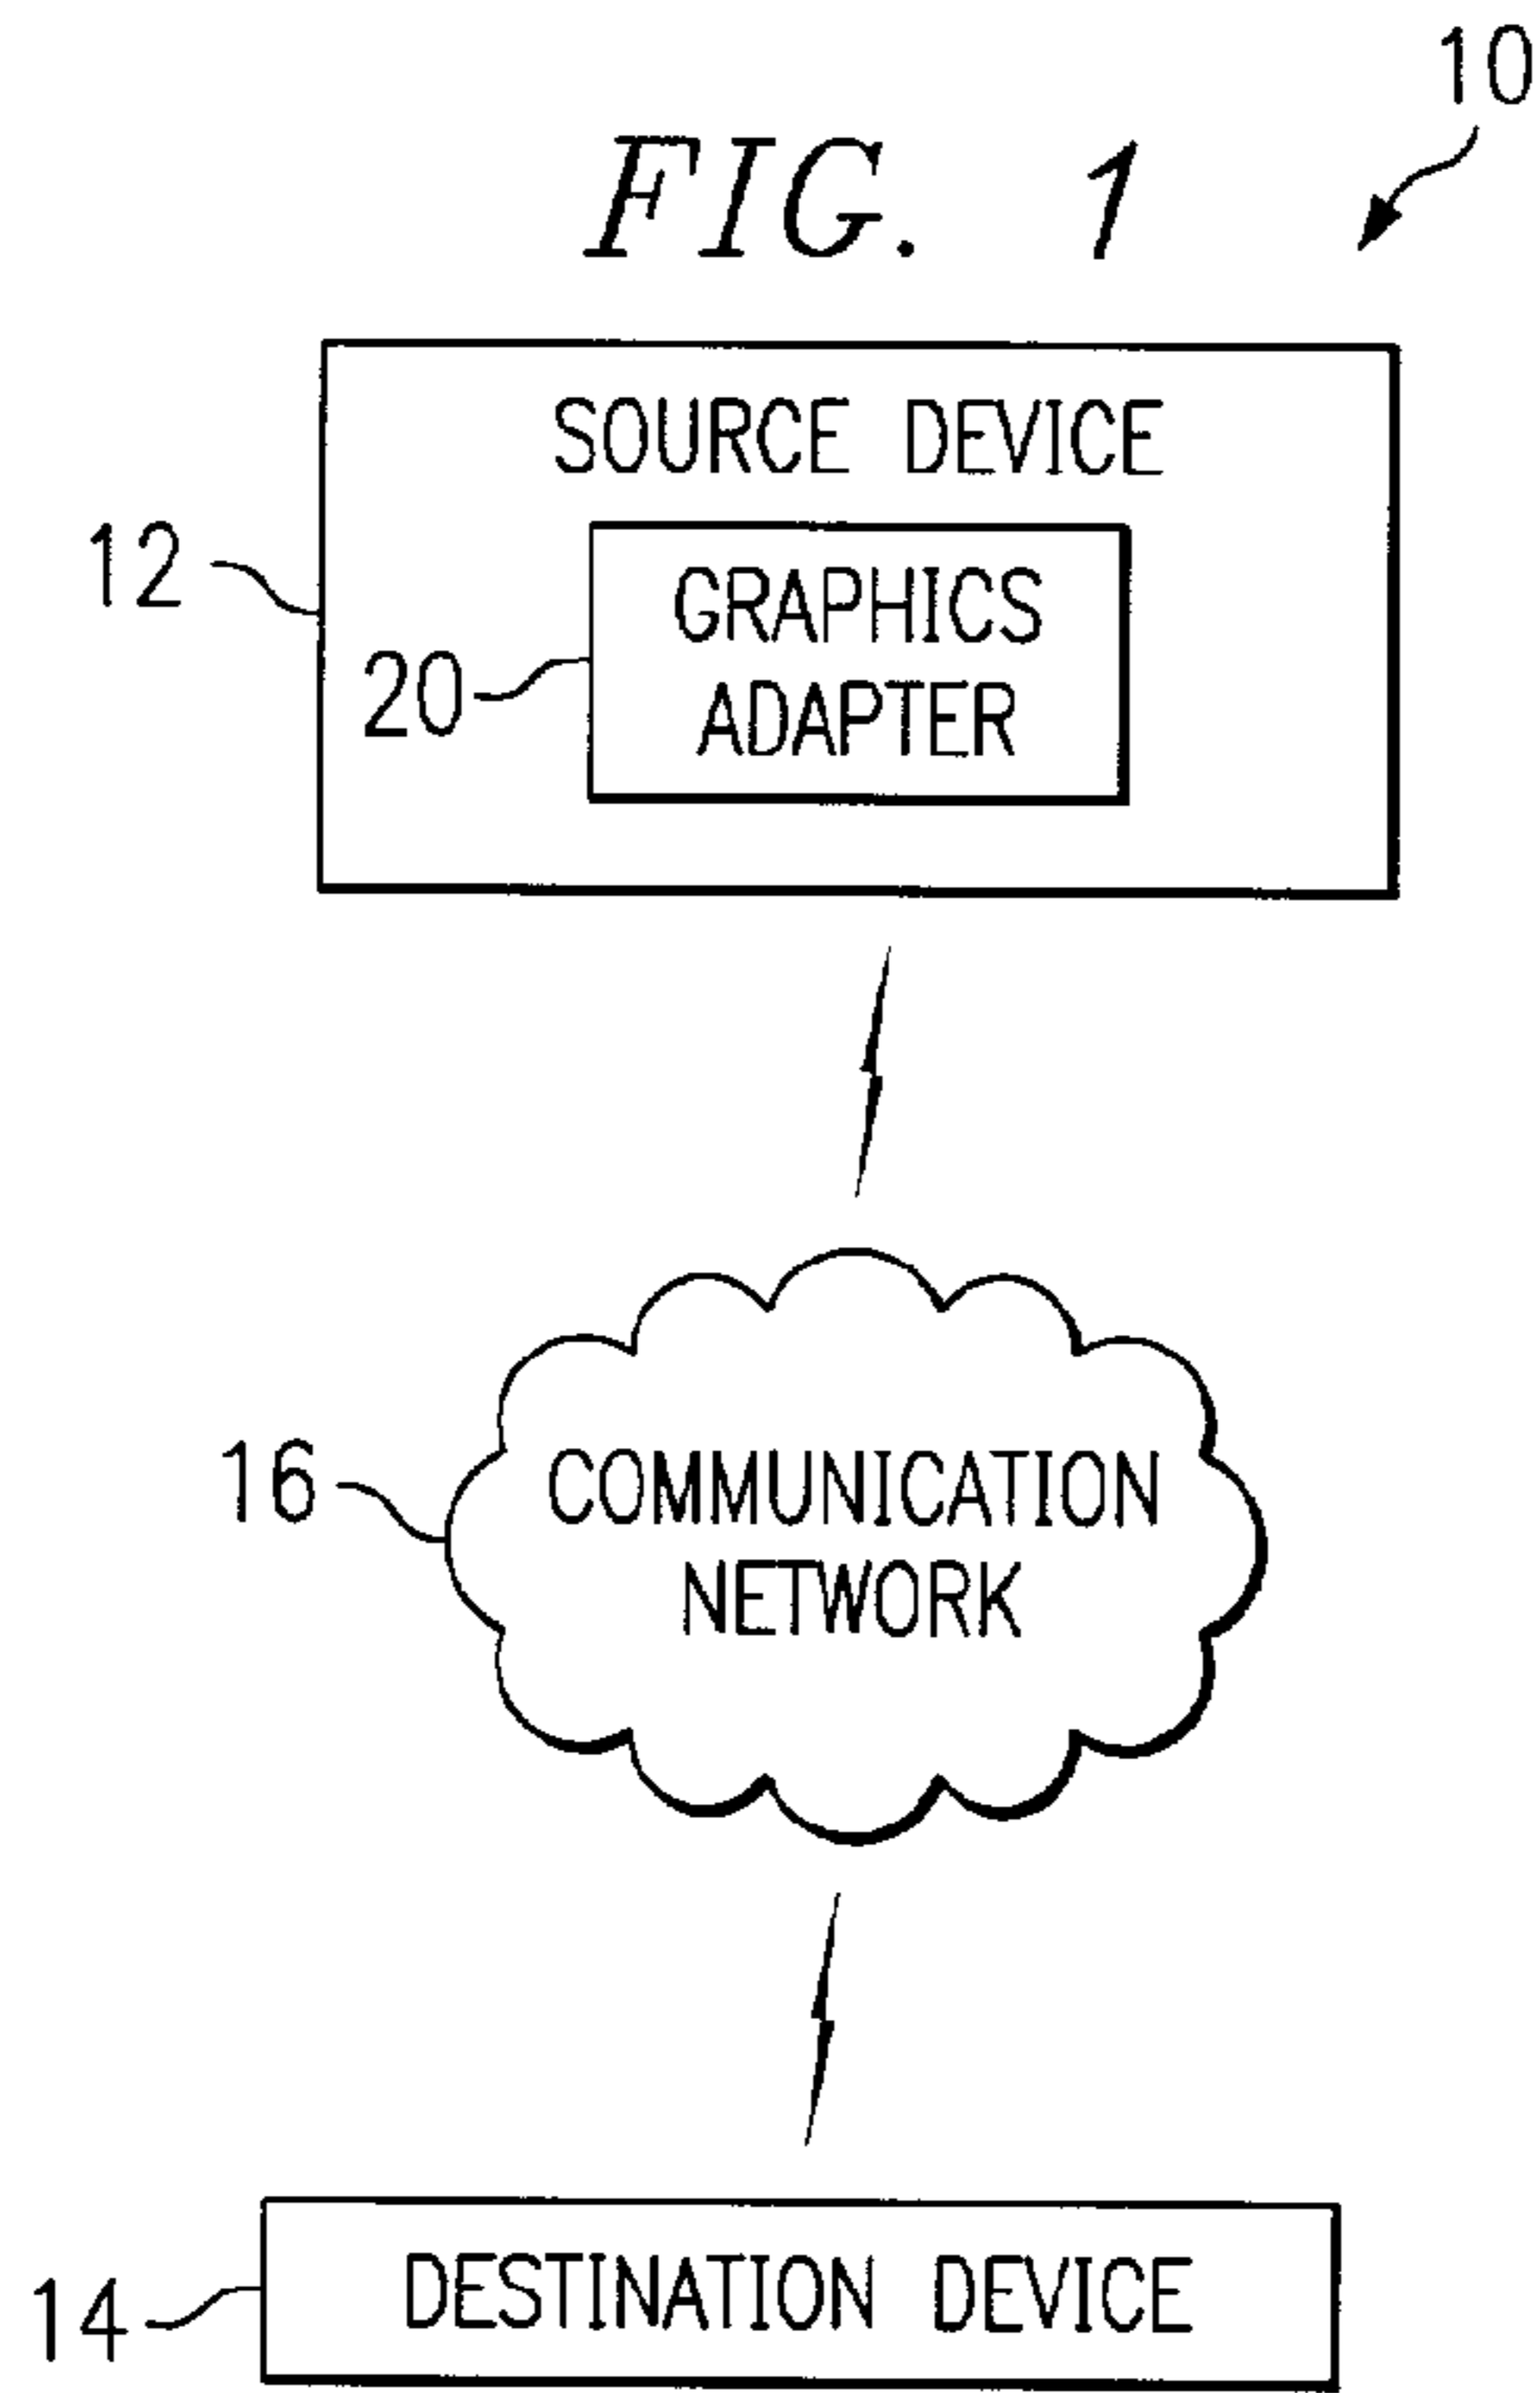 10
FIG. 1
SOURCE DEVICE
12
GRAPHICS
20
ADAPTER
16
COMMUNICATION
NETWORK
DESTINATION DEVICE
14